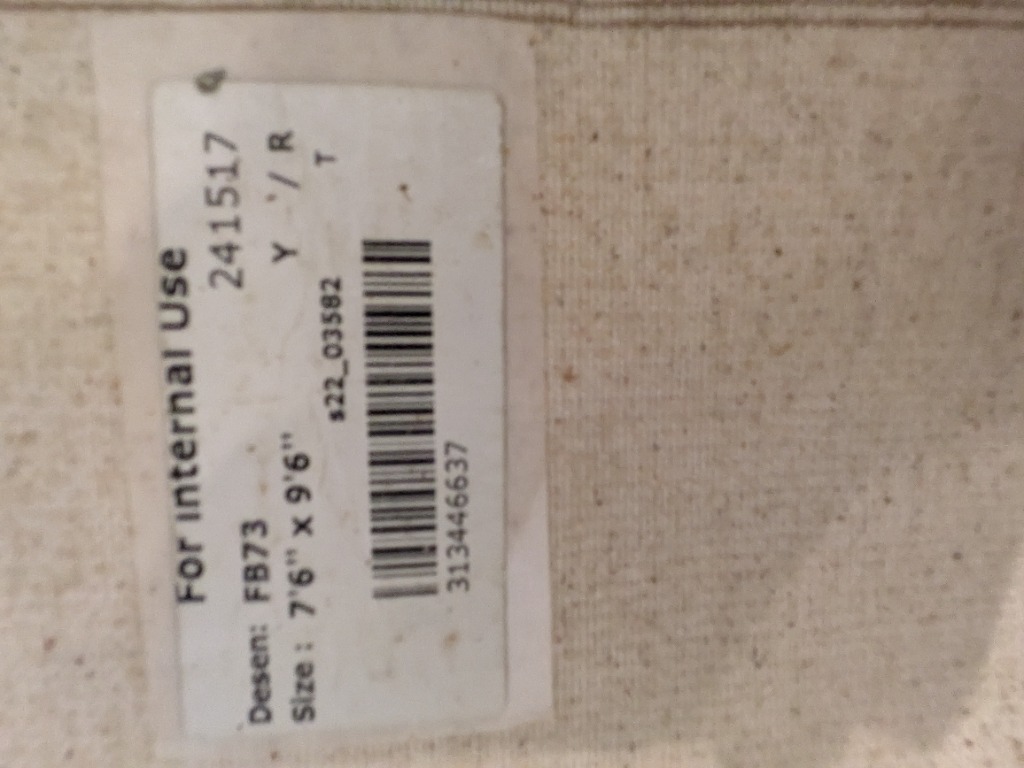 For Internal Use
241517
Desen: FB73
Y '/ R
Size: 7'6" x 9'6"
T
s22_03582
313446637